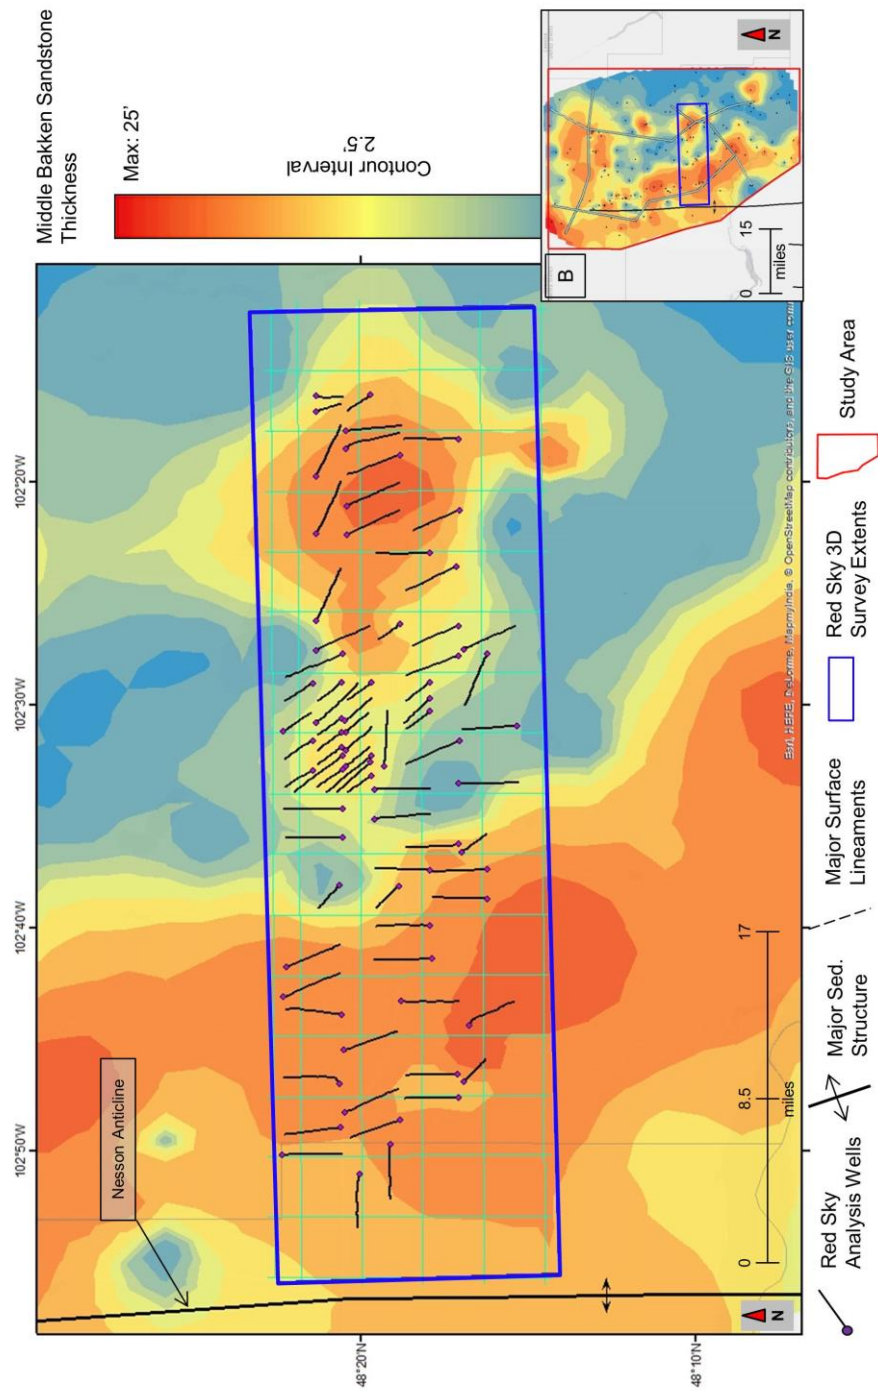 Middle Bakken Sandstone
Thickness
Max: 25'
Contour Interval
2.5'
102°50'W
102°40'W
102°30'W
102°20'W
48°20'N
48°10'N
Nesson Anticline
N
0
8.5
17
miles
Esri, HERE, DeLorme, MapmyIndia, © OpenStreetMap contributors, and the GIS user comm
B
0
15
miles
N
Red Sky
Analysis Wells
Major Sed.
Structure
Major Surface
Lineaments
Red Sky 3D
Survey Extents
Study Area